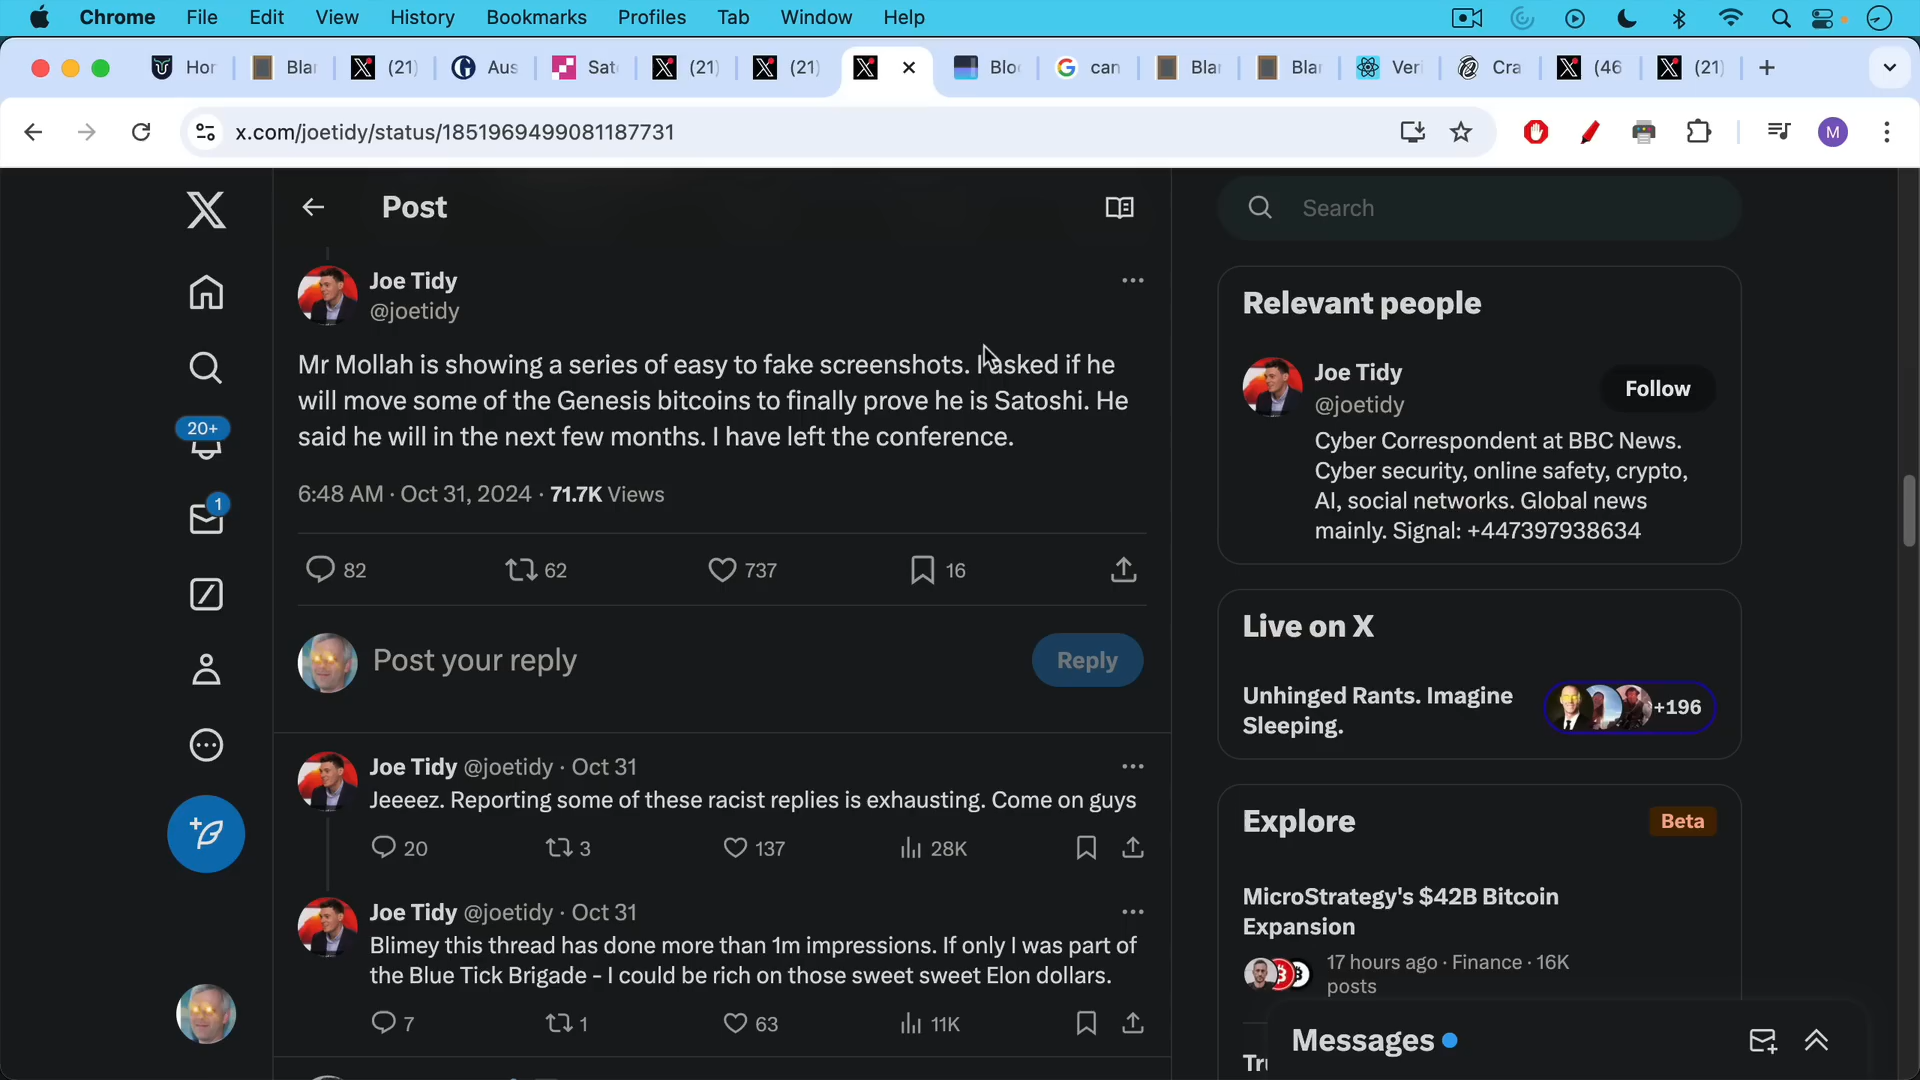 Chrome File Edit View History Bookmarks Profiles Tab Window Help
Hor Blar (21) Aus Sat (21) (21) Bloc can Blar Blar Veri Cra (46 (21)
x.com/joetidy/status/1851969499081187731
M
Post
Search
Joe Tidy
@joetidy
Mr Mollah is showing a series of easy to fake screenshots. I asked if he
will move some of the Genesis bitcoins to finally prove he is Satoshi. He
said he will in the next few months. I have left the conference.
6:48 AM · Oct 31, 2024 · 71.7K Views
82 62 737 16
Post your reply
Reply
Joe Tidy @joetidy · Oct 31
Jeeeez. Reporting some of these racist replies is exhausting. Come on guys
20 3 137 28K
Joe Tidy @joetidy · Oct 31
Blimey this thread has done more than 1m impressions. If only I was part of
the Blue Tick Brigade - I could be rich on those sweet sweet Elon dollars.
7 1 63 11K
20+
1
Relevant people
Joe Tidy
@joetidy
Follow
Cyber Correspondent at BBC News.
Cyber security, online safety, crypto,
AI, social networks. Global news
mainly. Signal: +447397938634
Live on X
Unhinged Rants. Imagine
Sleeping.
+196
Explore
Beta
MicroStrategy's $42B Bitcoin
Expansion
17 hours ago · Finance · 16K
posts
Messages